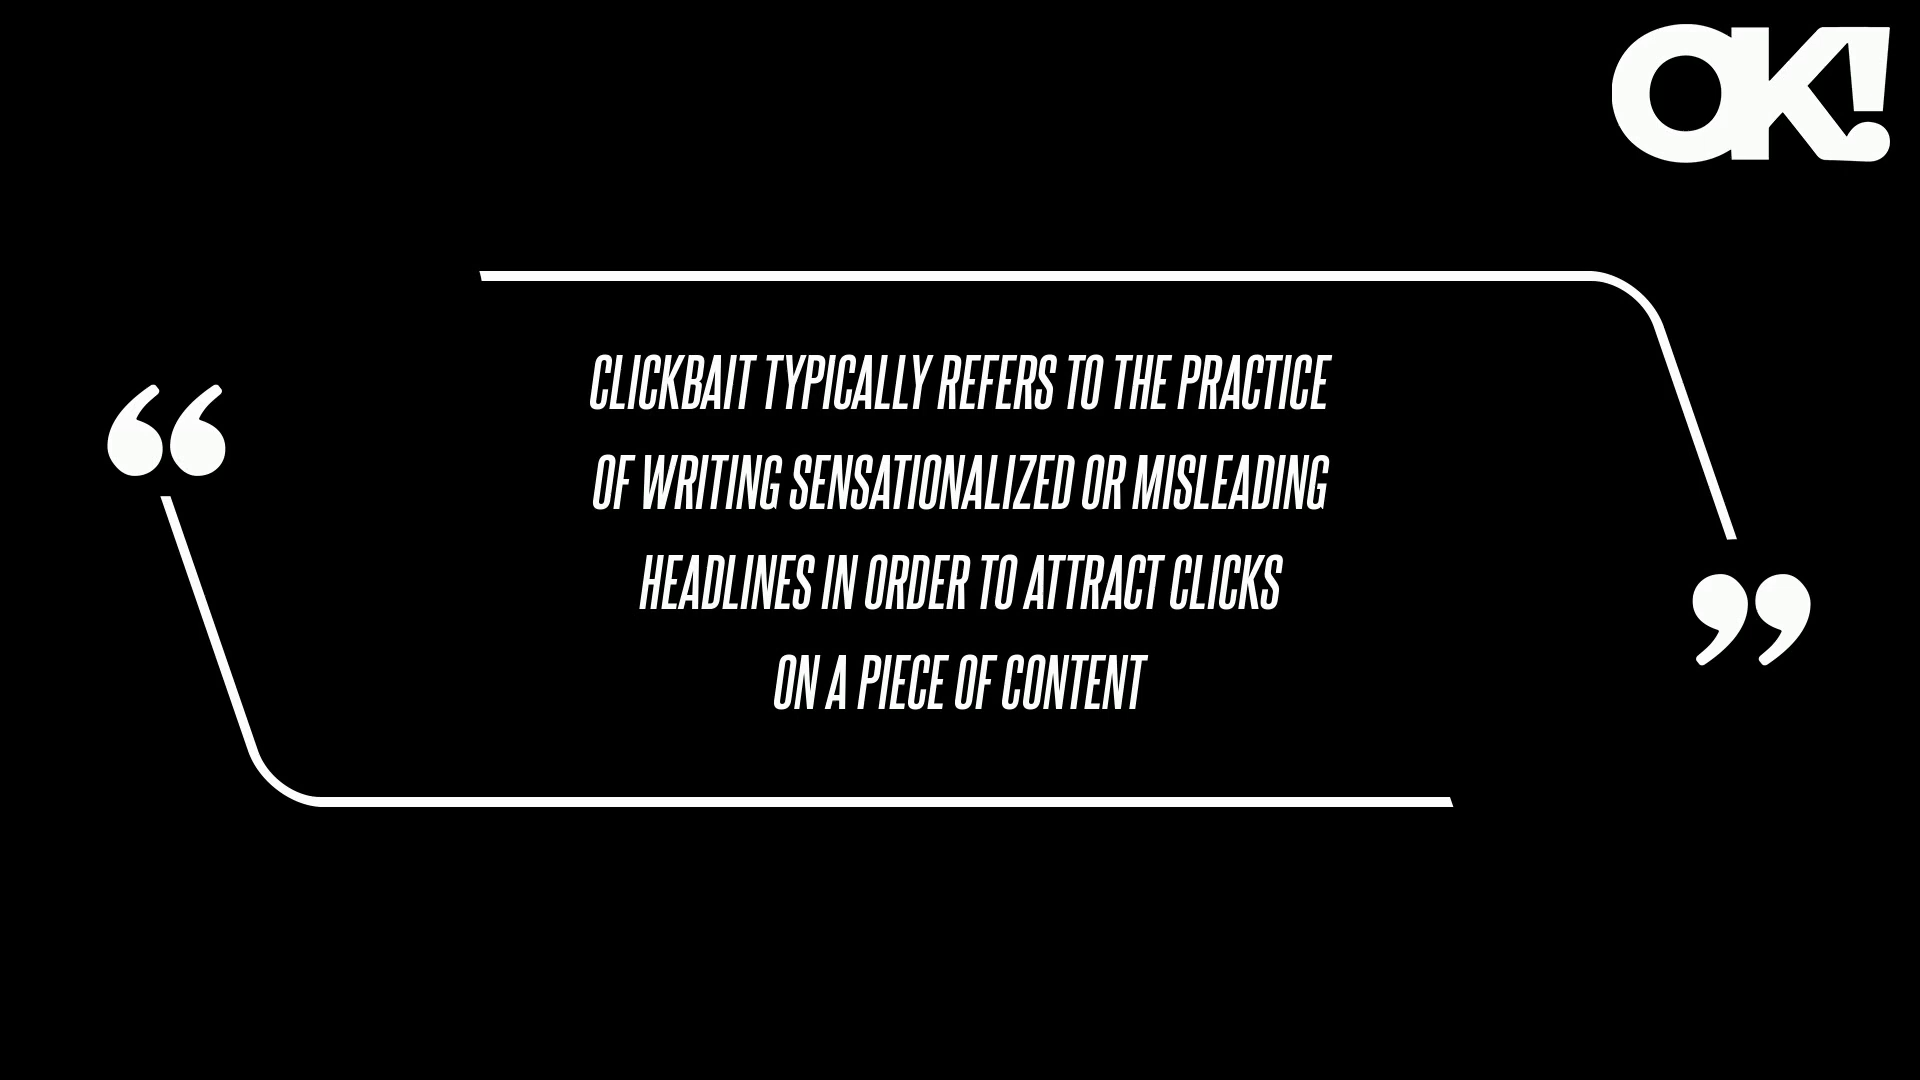 OK!
“
CLICKBAIT TYPICALLY REFERS TO THE PRACTICE
OF WRITING SENSATIONALIZED OR MISLEADING
HEADLINES IN ORDER TO ATTRACT CLICKS
ON A PIECE OF CONTENT
”